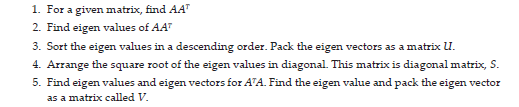 1. For a given matrix, find AAᵀ
2. Find eigen values of AAᵀ
3. Sort the eigen values in a descending order. Pack the eigen vectors as a matrix U.
4. Arrange the square root of the eigen values in diagonal. This matrix is diagonal matrix, S.
5. Find eigen values and eigen vectors for AᵀA. Find the eigen value and pack the eigen vector
as a matrix called V.